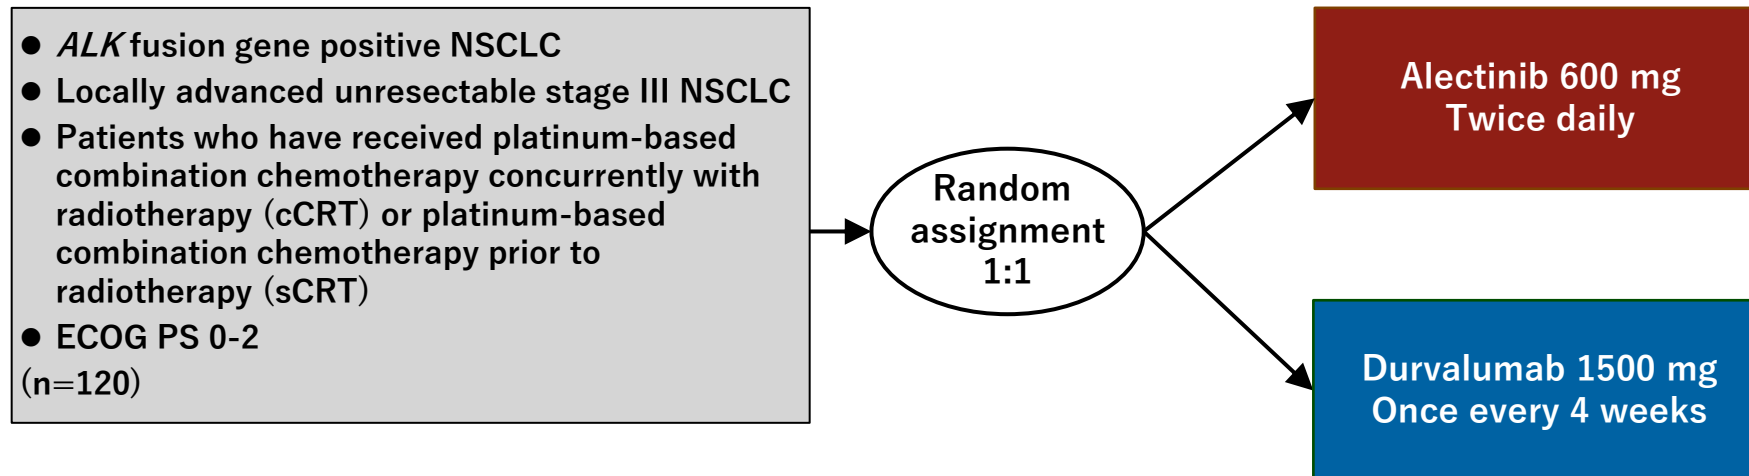 ● ALK fusion gene positive NSCLC
● Locally advanced unresectable stage III NSCLC
● Patients who have received platinum-based
combination chemotherapy concurrently with
radiotherapy (cCRT) or platinum-based
combination chemotherapy prior to
radiotherapy (sCRT)
● ECOG PS 0-2
(n=120)
Random
assignment
1:1
Alectinib 600 mg
Twice daily
Durvalumab 1500 mg
Once every 4 weeks